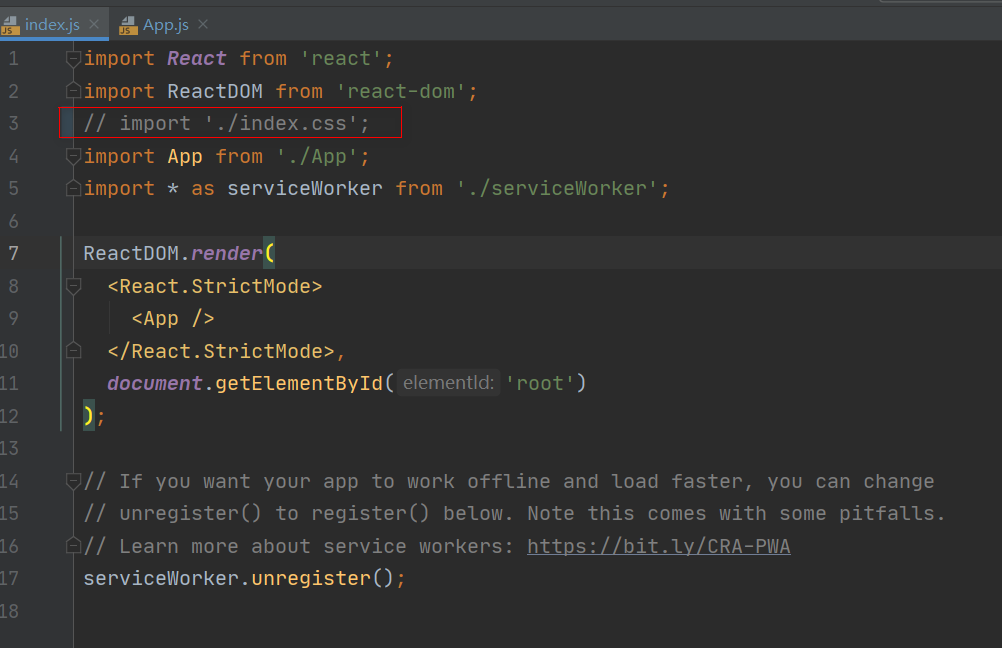 JS index.js × JS App.js ×
1 import React from 'react';
2 import ReactDOM from 'react-dom';
3 // import './index.css';
4 import App from './App';
5 import * as serviceWorker from './serviceWorker';
6
7 ReactDOM.render(
8 <React.StrictMode>
9 <App />
10 </React.StrictMode>,
11 document.getElementById( elementId: 'root')
12 );
13
14 // If you want your app to work offline and load faster, you can change
15 // unregister() to register() below. Note this comes with some pitfalls.
16 // Learn more about service workers: https://bit.ly/CRA-PWA
17 serviceWorker.unregister();
18